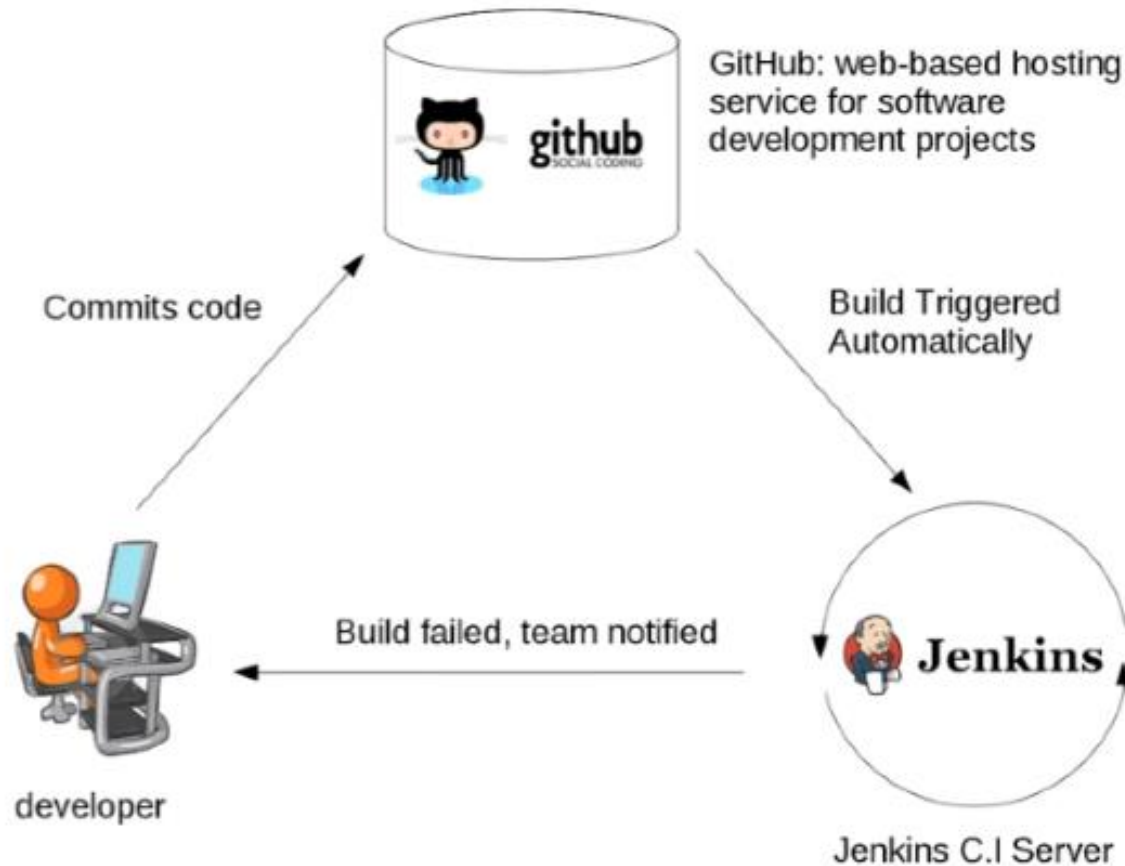 GitHub: web-based hosting
service for software
development projects
github
SOCIAL CODING
Commits code
Build Triggered
Automatically
Build failed, team notified
Jenkins
developer
Jenkins C.I Server